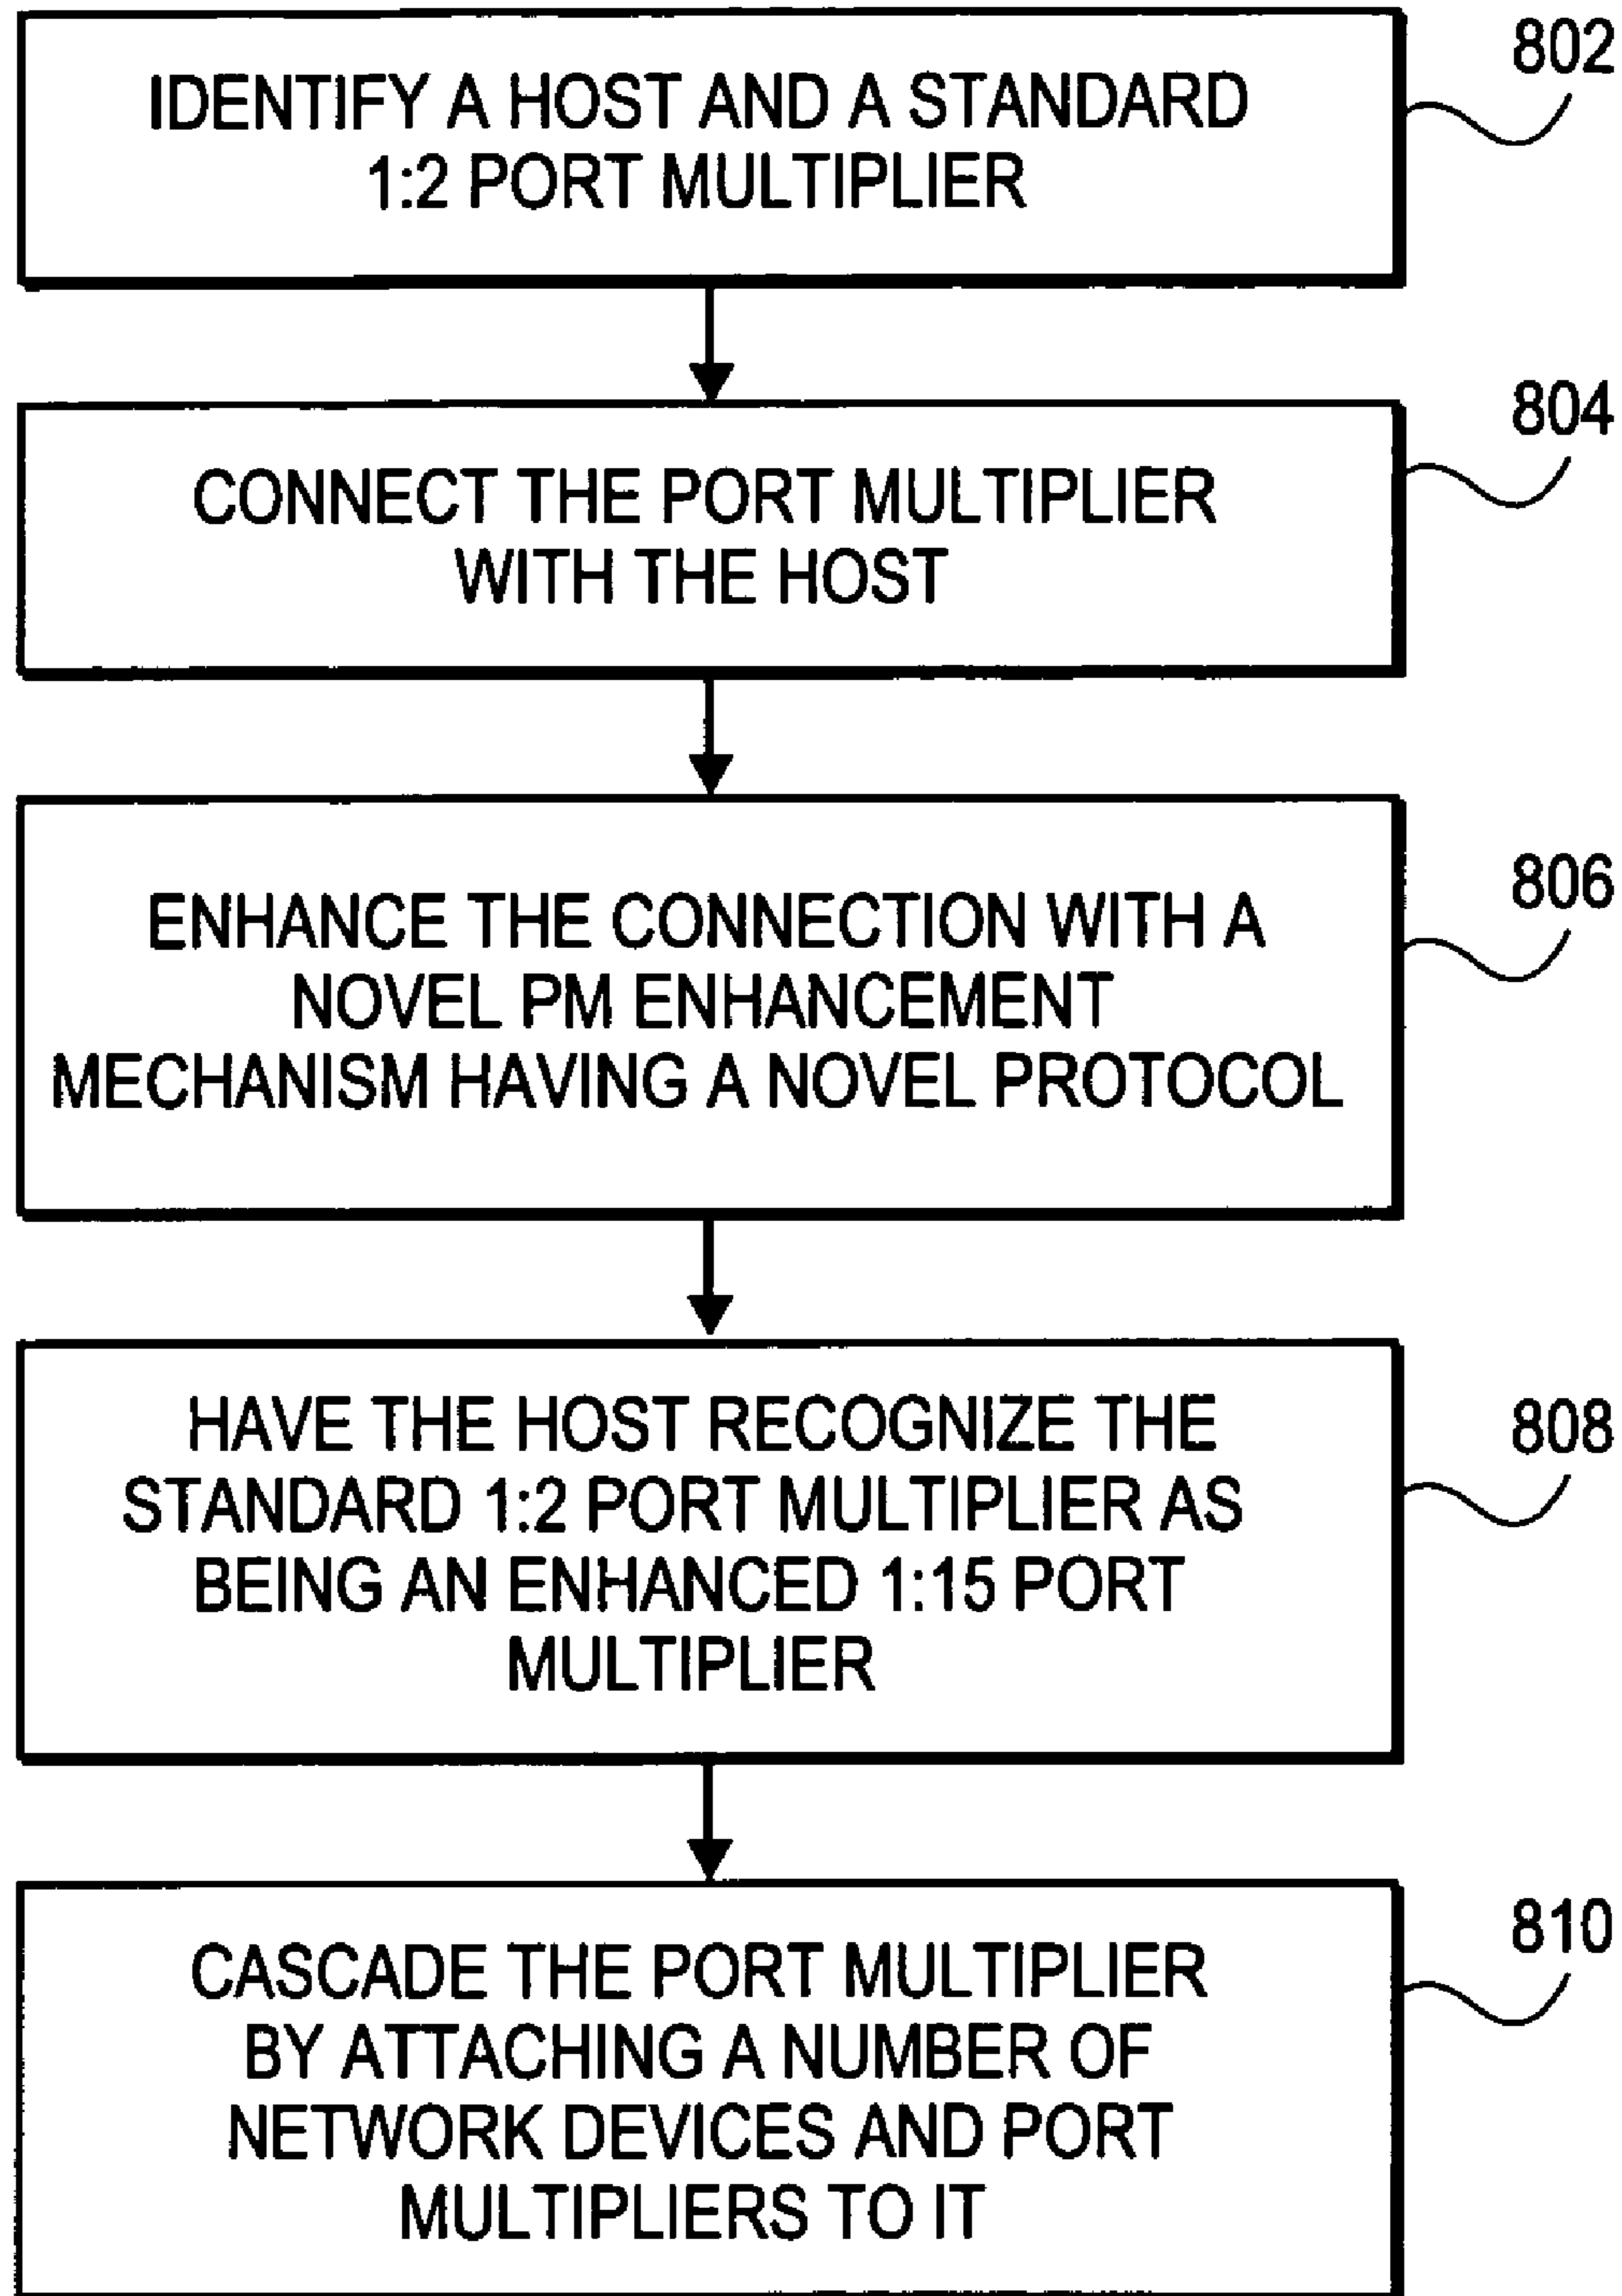 802
IDENTIFY A HOST AND A STANDARD
1:2 PORT MULTIPLIER
804
CONNECT THE PORT MULTIPLIER
WITH THE HOST
806
ENHANCE THE CONNECTION WITH A
NOVEL PM ENHANCEMENT
MECHANISM HAVING A NOVEL PROTOCOL
808
HAVE THE HOST RECOGNIZE THE
STANDARD 1:2 PORT MULTIPLIER AS
BEING AN ENHANCED 1:15 PORT
MULTIPLIER
810
CASCADE THE PORT MULTIPLIER
BY ATTACHING A NUMBER OF
NETWORK DEVICES AND PORT
MULTIPLIERS TO IT